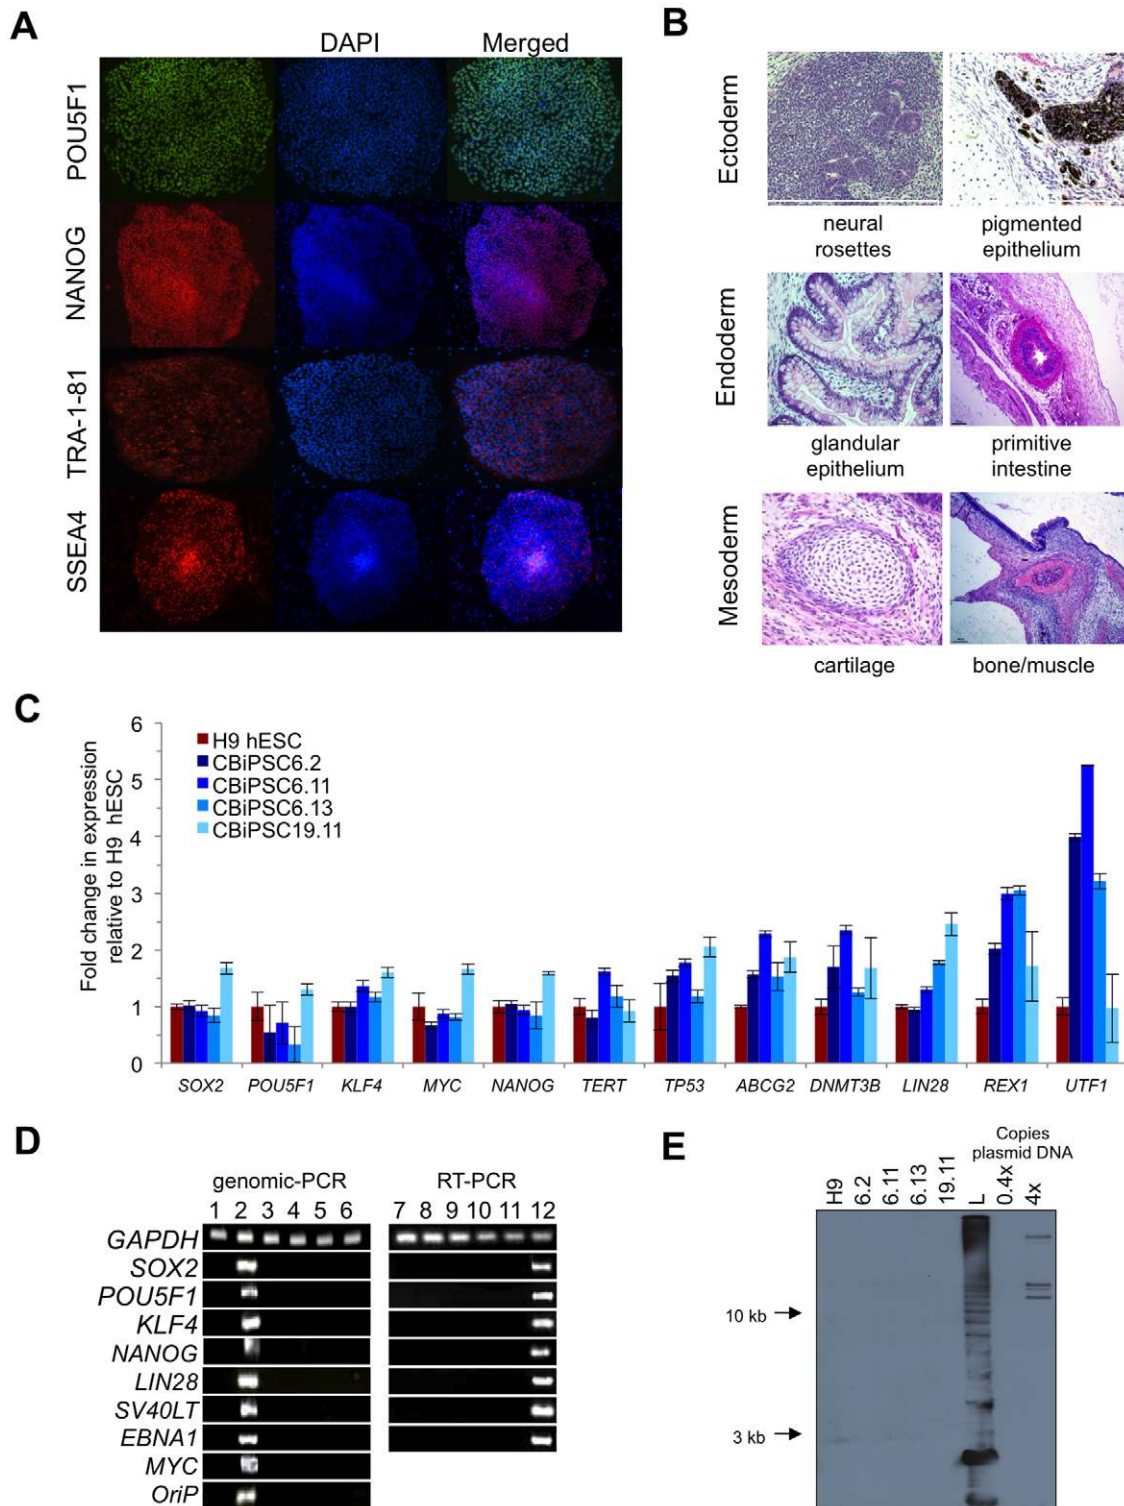 A
DAPI
Merged
POU5F1
NANOG
TRA-1-81
SSEA4
B
Ectoderm
neural
rosettes
pigmented
epithelium
Endoderm
glandular
epithelium
primitive
intestine
Mesoderm
cartilage
bone/muscle
C
Fold change in expression
relative to H9 hESC
6
5
4
3
2
1
0
H9 hESC
CBiPSC6.2
CBiPSC6.11
CBiPSC6.13
CBiPSC19.11
SOX2 POU5F1 KLF4 MYC NANOG TERT TP53 ABCG2 DNMT3B LIN28 REX1 UTF1
D
genomic-PCR
RT-PCR
1 2 3 4 5 6
7 8 9 10 11 12
GAPDH
SOX2
POU5F1
KLF4
NANOG
LIN28
SV40LT
EBNA1
MYC
OriP
E
Copies
plasmid DNA
H9 6.2 6.11 6.13 19.11 L 0.4x 4x
10 kb
3 kb